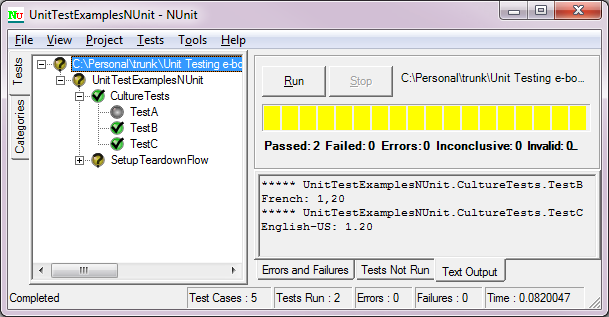 UnitTestExamplesNUnit - NUnit
File View Project Tests Tools Help
Tests
Categories
C:\Personal\trunk\Unit Testing e-bo
UnitTestExamplesNUnit
CultureTests
TestA
TestB
TestC
SetupTeardownFlow
Run
Stop
C:\Personal\trunk\Unit Testing e-bo...
Passed: 2 Failed: 0 Errors: 0 Inconclusive: 0 Invalid: 0...
***** UnitTestExamplesNUnit.CultureTests.TestB
French: 1,20
***** UnitTestExamplesNUnit.CultureTests.TestC
English-US: 1.20
Errors and Failures
Tests Not Run
Text Output
Completed
Test Cases : 5
Tests Run : 2
Errors : 0
Failures : 0
Time : 0.0820047